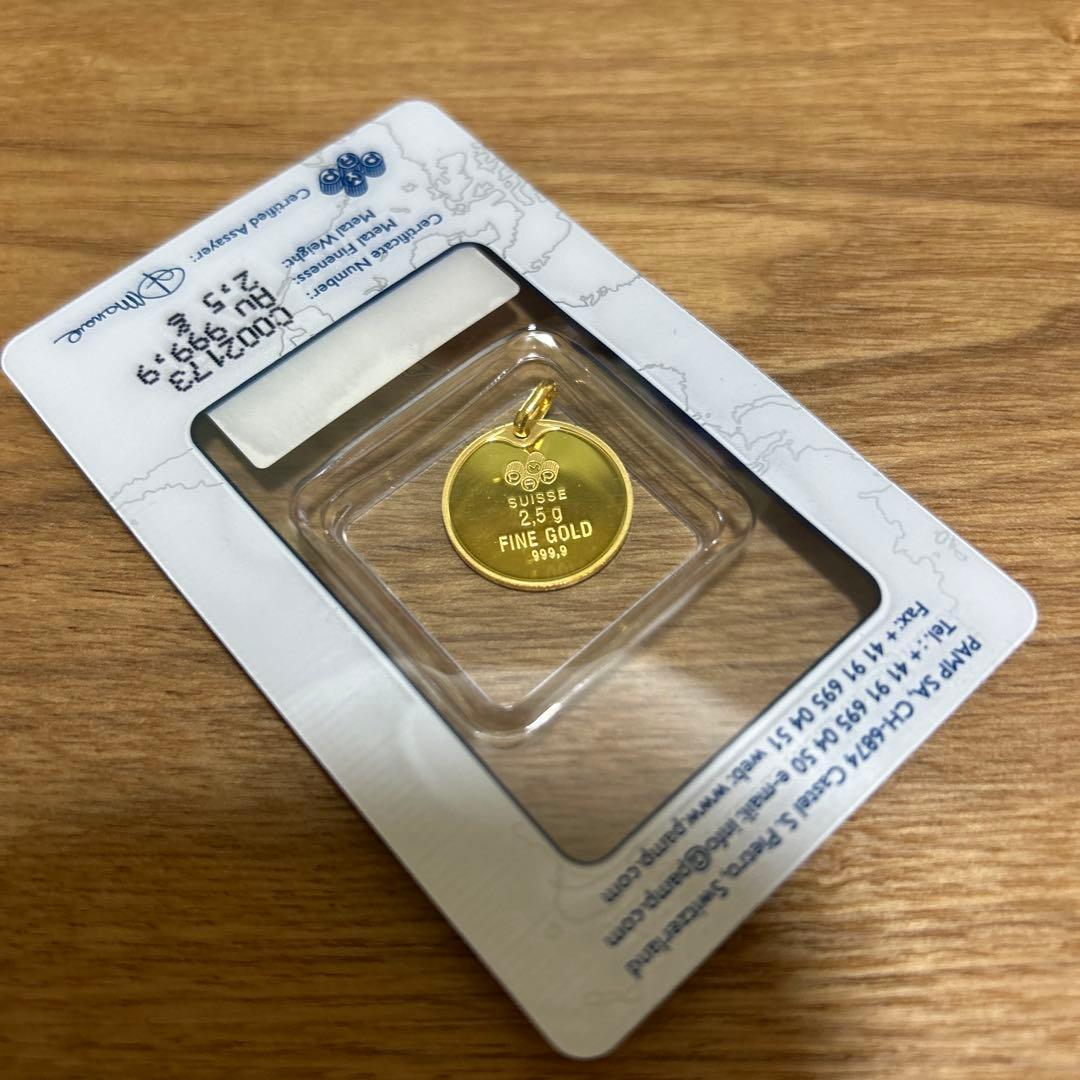 PAMP
Certificate Number: C002173
Metal Fineness: Au 999,9
Metal Weight: 2,5 g
Certified Assayer:
PAMP
SUISSE
2,5 g
FINE GOLD
999,9
PAMP SA, CH-6874 Castel S. Pietro, Switzerland
Tel.: + 41 91 695 04 50 e-mail: info@pamp.com
Fax: + 41 91 695 04 51 web: www.pamp.com